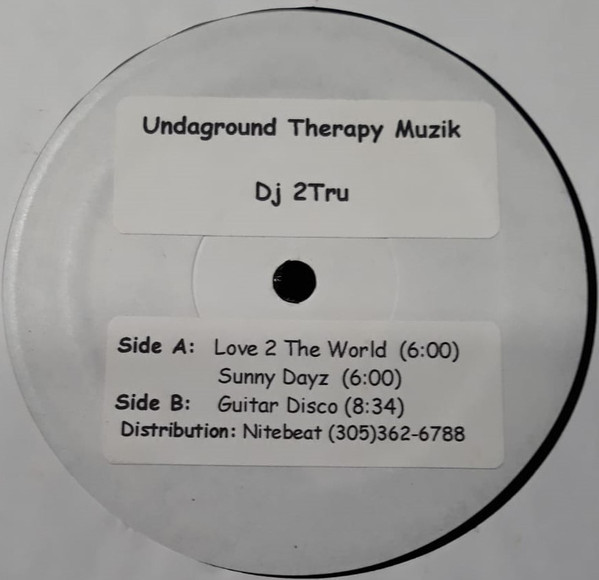 Undaground Therapy Muzik
Dj 2Tru
Side A: Love 2 The World (6:00)
Sunny Dayz (6:00)
Side B: Guitar Disco (8:34)
Distribution: Nitebeat (305)362-6788